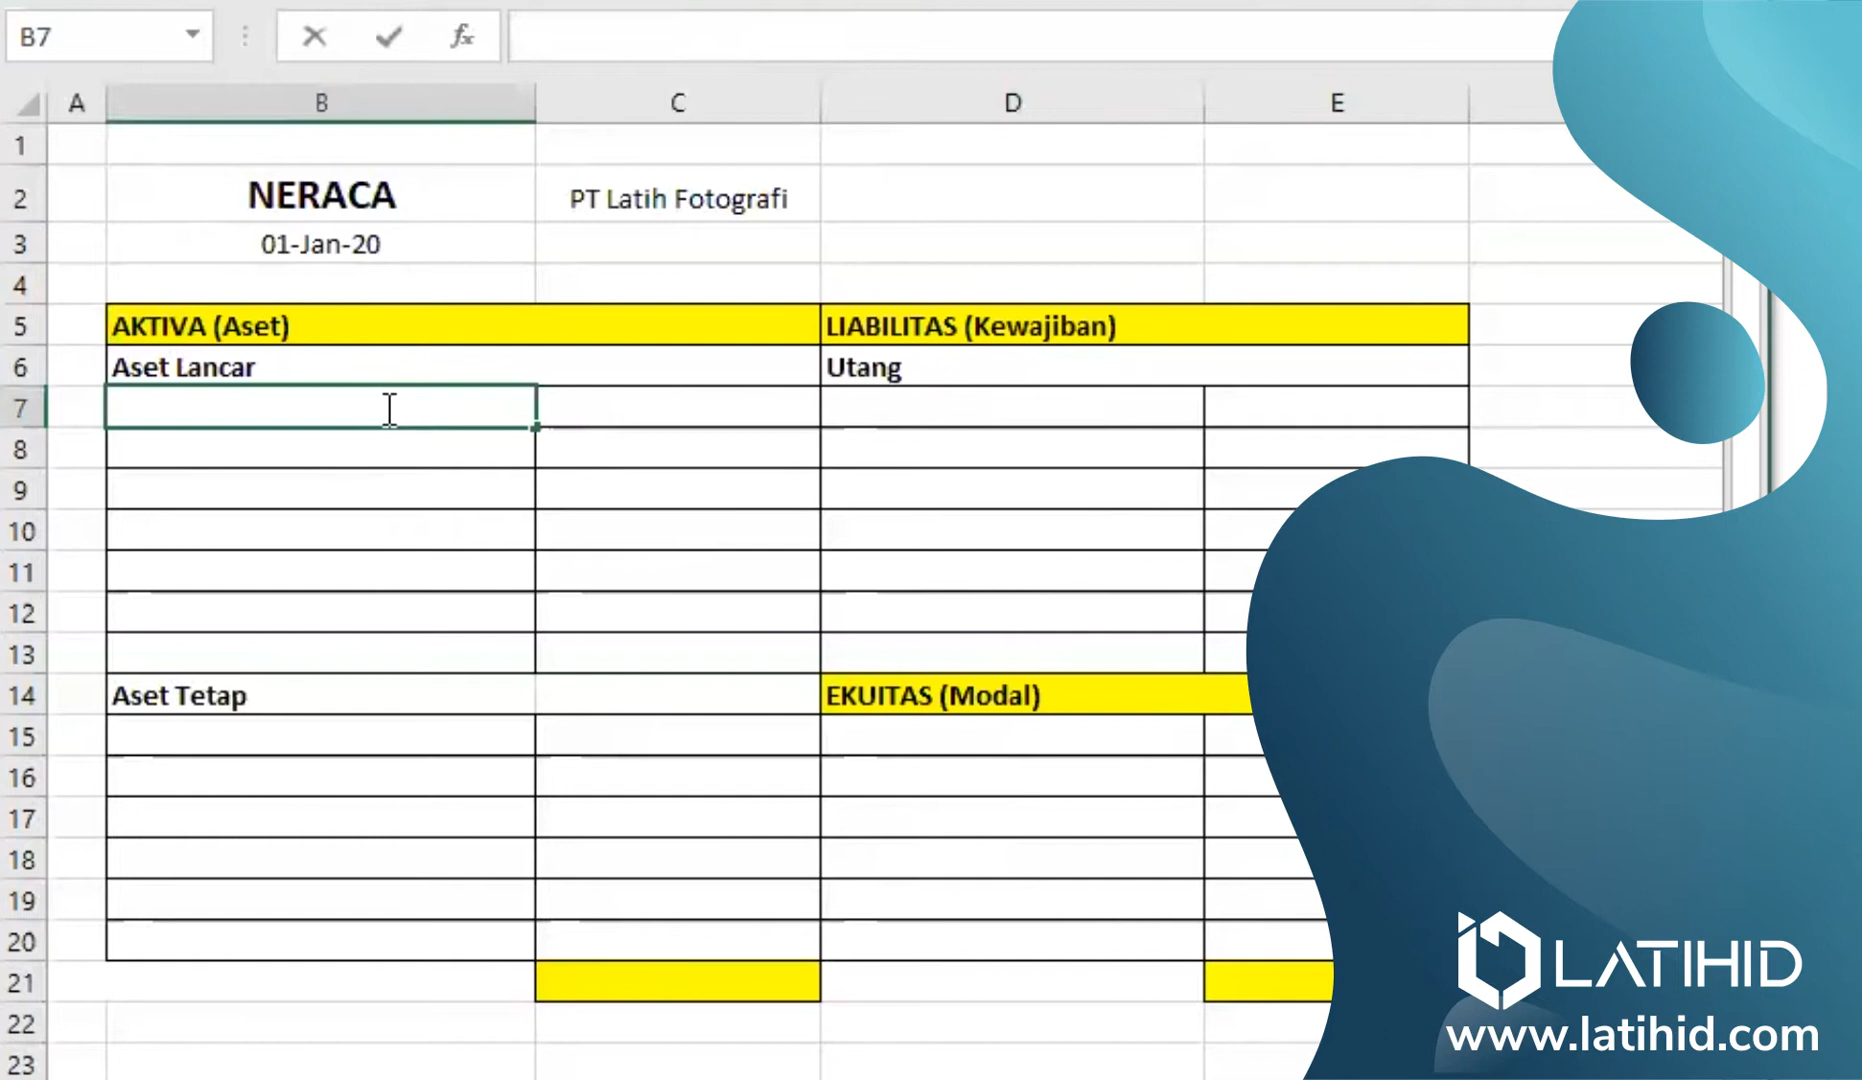 B7
fx
A B C D E
1
2 NERACA PT Latih Fotografi
3 01-Jan-20
4
5 AKTIVA (Aset) LIABILITAS (Kewajiban)
6 Aset Lancar Utang
7
8
9
10
11
12
13
14 Aset Tetap EKUITAS (Modal)
15
16
17
18
19
20
21
22
23
LATIHID
www.latihid.com